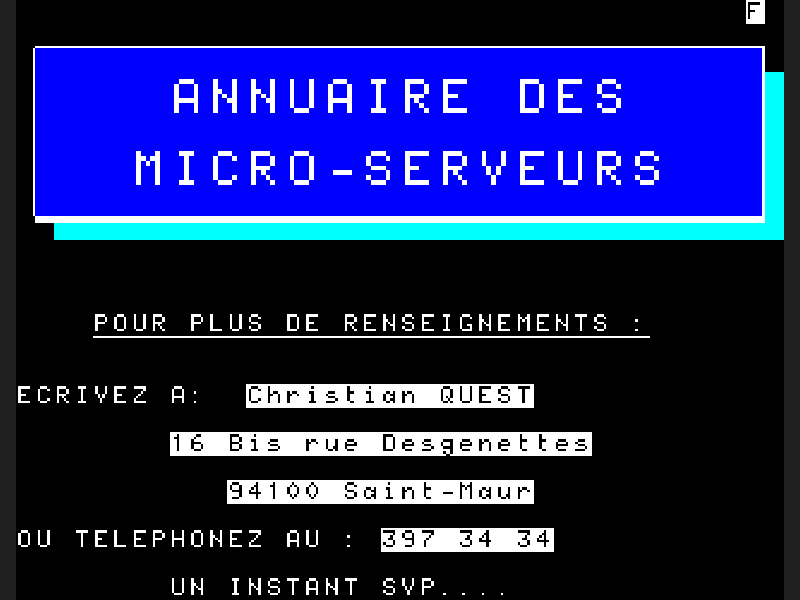 F
ANNUAIRE DES
MICRO-SERVEURS
POUR PLUS DE RENSEIGNEMENTS :
ECRIVEZ A: Christian QUEST
16 Bis rue Desgenettes
94100 Saint-Maur
OU TELEPHONEZ AU : 397 34 34
UN INSTANT SVP....